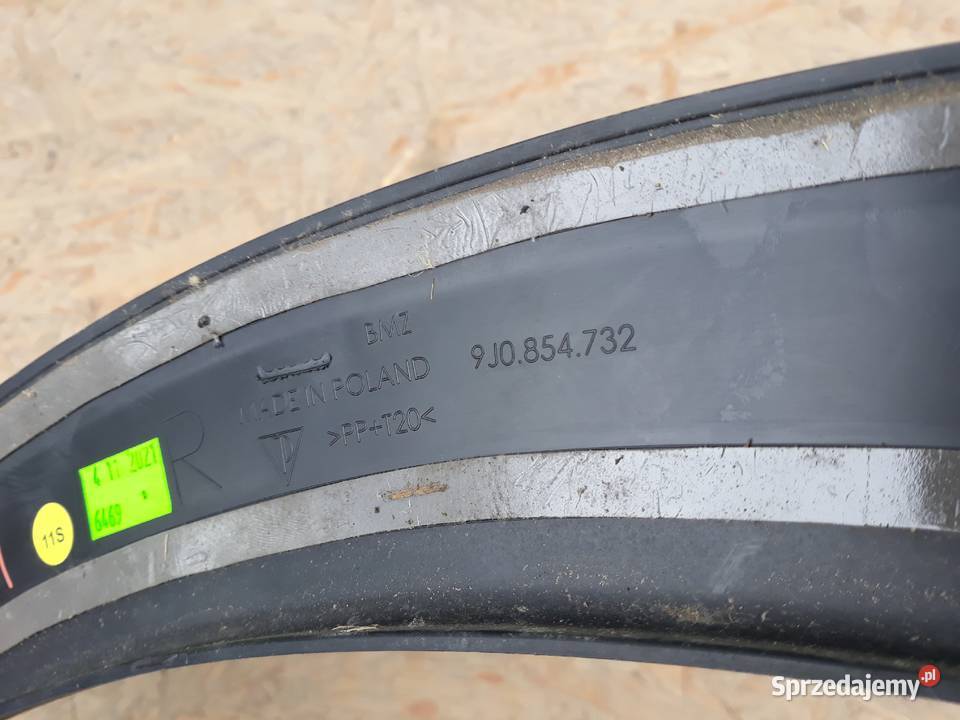 BMZ
MADE IN POLAND
9J0.854.732
>PP+T20<
R
4 11 2021
6469
11S
Sprzedajemy.pl